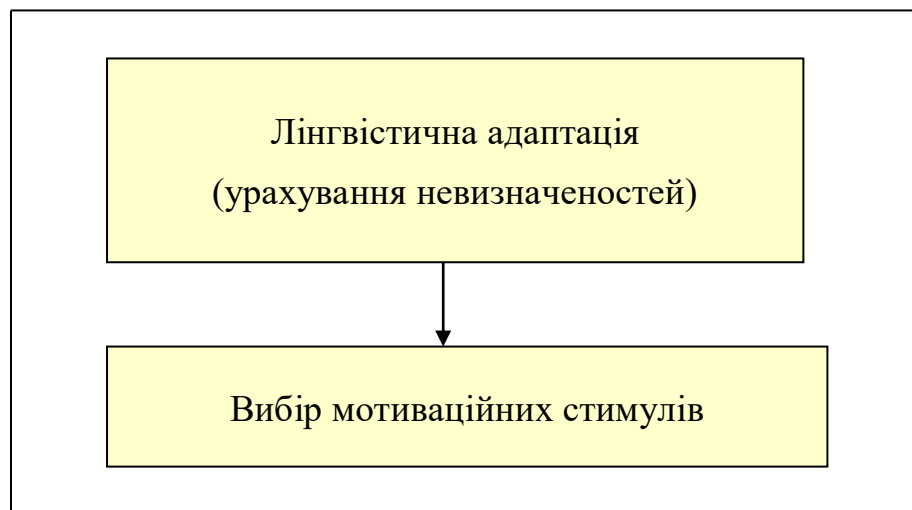 Лінгвістична адаптація
(урахування невизначеностей)
Вибір мотиваційних стимулів